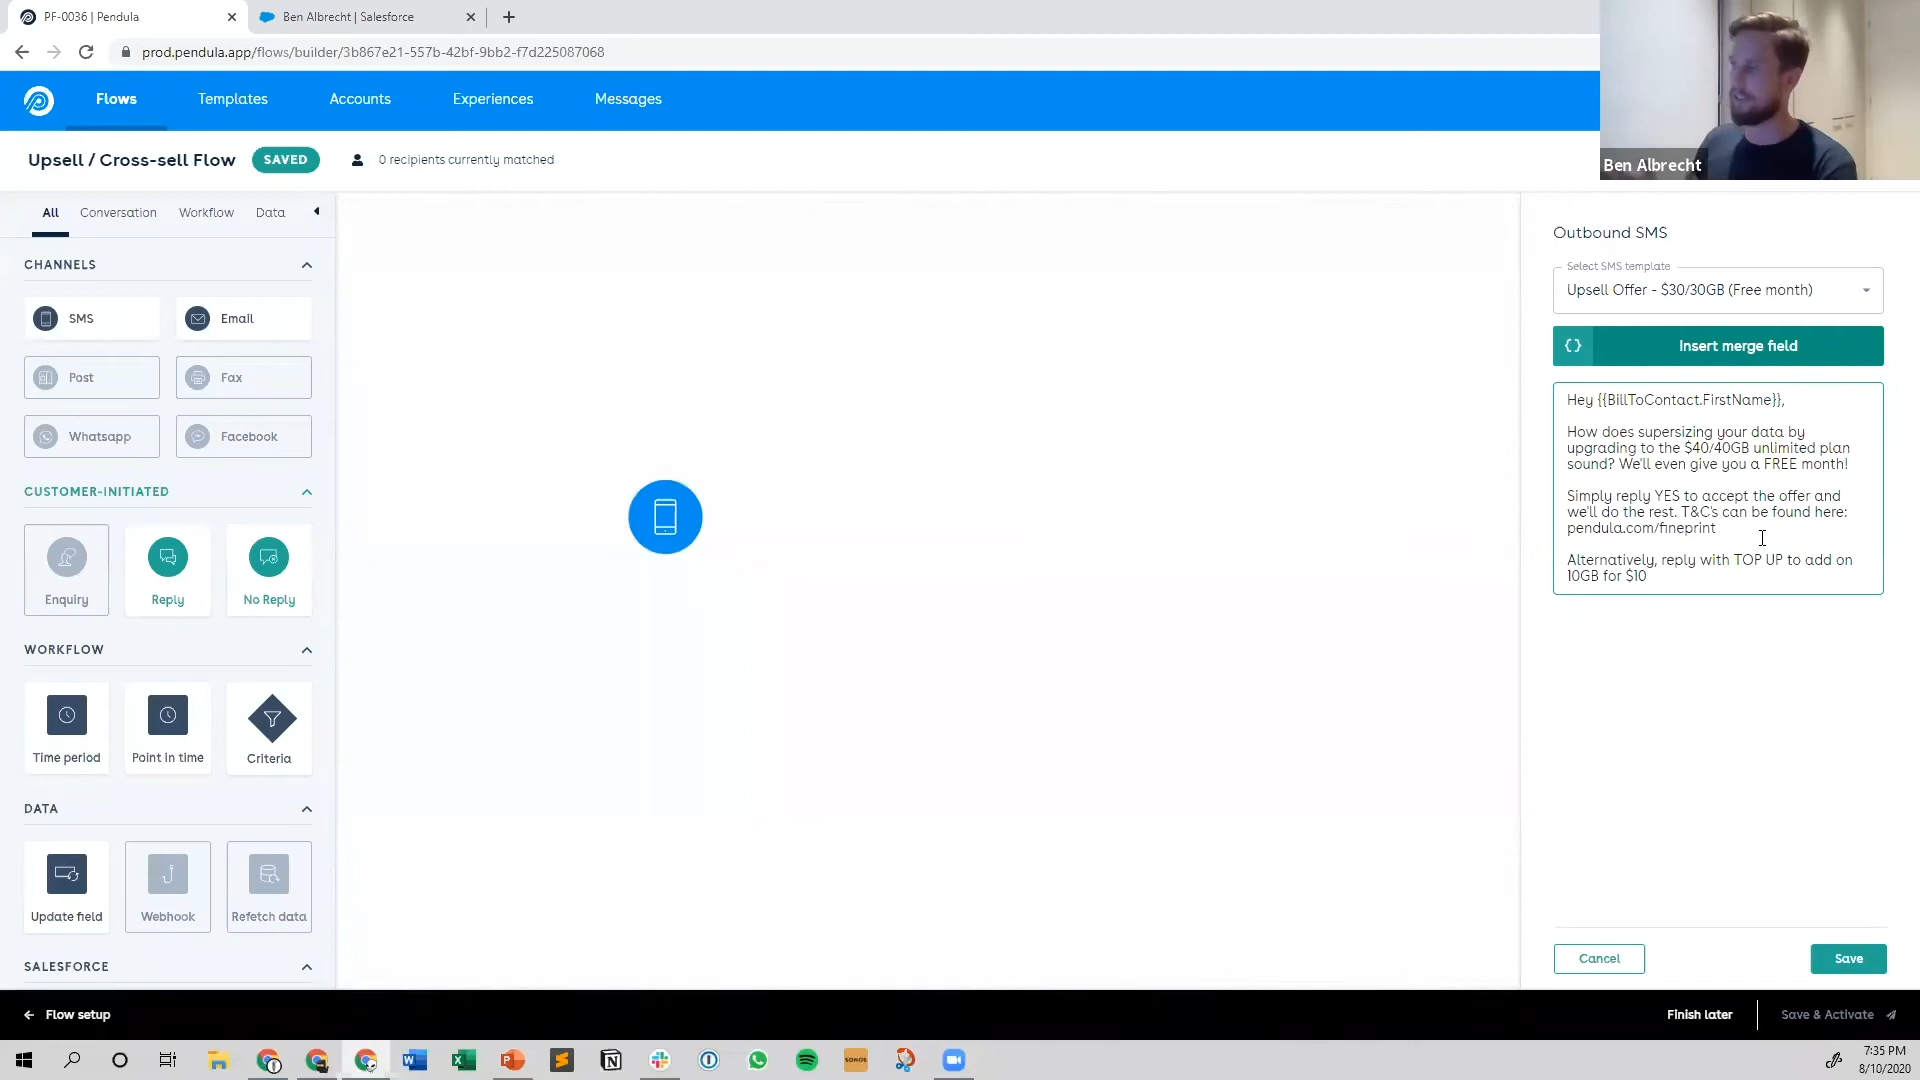 PF-0036 | Pendula
Ben Albrecht | Salesforce
prod.pendula.app/flows/builder/3b867e21-557b-42bf-9bb2-f7d225087068
Flows
Templates
Accounts
Experiences
Messages
Ben Albrecht
Upsell / Cross-sell Flow
SAVED
0 recipients currently matched
All
Conversation
Workflow
Data
CHANNELS
SMS
Email
Post
Fax
Whatsapp
Facebook
CUSTOMER-INITIATED
Enquiry
Reply
No Reply
WORKFLOW
Time period
Point in time
Criteria
DATA
Update field
Webhook
Refetch data
SALESFORCE
Outbound SMS
Select SMS template
Upsell Offer - $30/30GB (Free month)
{} Insert merge field
Hey {{BillToContact.FirstName}},
How does supersizing your data by
upgrading to the $40/40GB unlimited plan
sound? We'll even give you a FREE month!
Simply reply YES to accept the offer and
we'll do the rest. T&C's can be found here:
pendula.com/fineprint
Alternatively, reply with TOP UP to add on
10GB for $10
Cancel
Save
Flow setup
Finish later
Save & Activate
SONOS
7:35 PM
8/10/2020